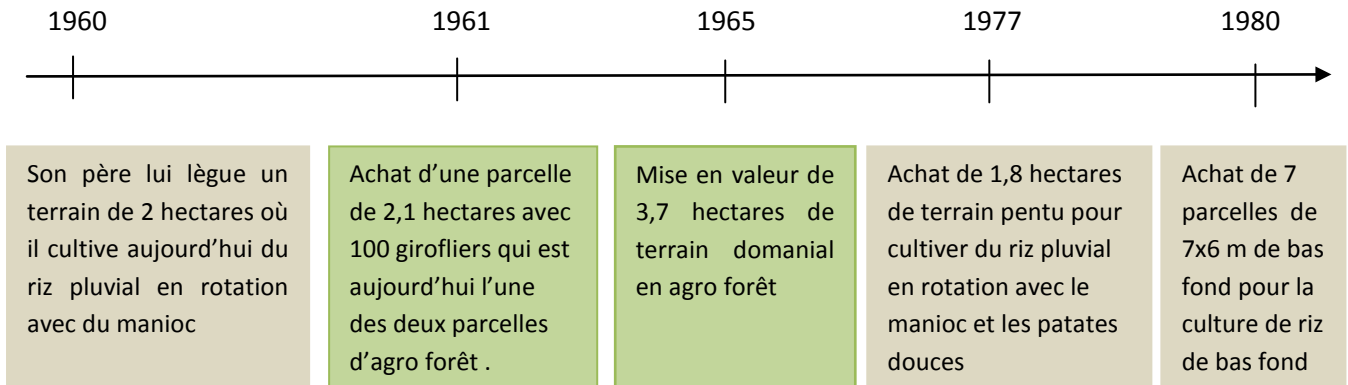 1960 1961 1965 1977 1980
Son père lui lègue un
terrain de 2 hectares où
il cultive aujourd’hui du
riz pluvial en rotation
avec du manioc
Achat d’une parcelle
de 2,1 hectares avec
100 girofliers qui est
aujourd’hui l’une
des deux parcelles
d’agro forêt .
Mise en valeur de
3,7 hectares de
terrain domanial
en agro forêt
Achat de 1,8 hectares
de terrain pentu pour
cultiver du riz pluvial
en rotation avec le
manioc et les patates
douces
Achat de 7
parcelles de
7x6 m de bas
fond pour la
culture de riz
de bas fond